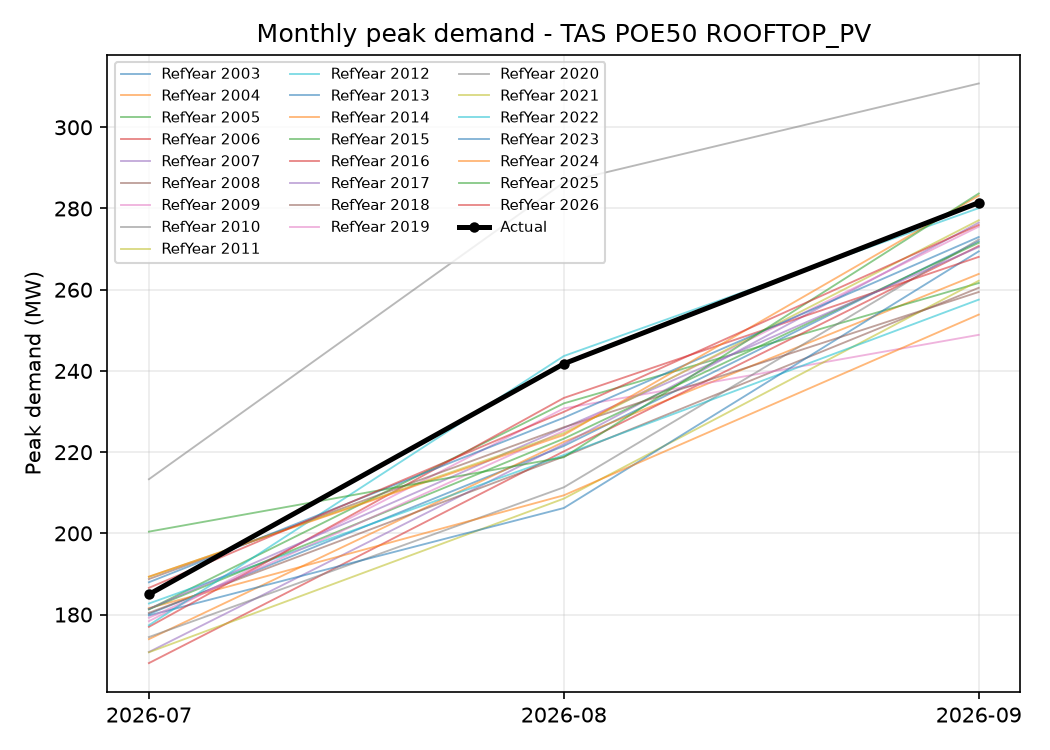 Monthly peak demand - TAS POE50 ROOFTOP_PV
Peak demand (MW)
300
280
260
240
220
200
180
2026-07
2026-08
2026-09
RefYear 2003
RefYear 2004
RefYear 2005
RefYear 2006
RefYear 2007
RefYear 2008
RefYear 2009
RefYear 2010
RefYear 2011
RefYear 2012
RefYear 2013
RefYear 2014
RefYear 2015
RefYear 2016
RefYear 2017
RefYear 2018
RefYear 2019
RefYear 2020
RefYear 2021
RefYear 2022
RefYear 2023
RefYear 2024
RefYear 2025
RefYear 2026
Actual